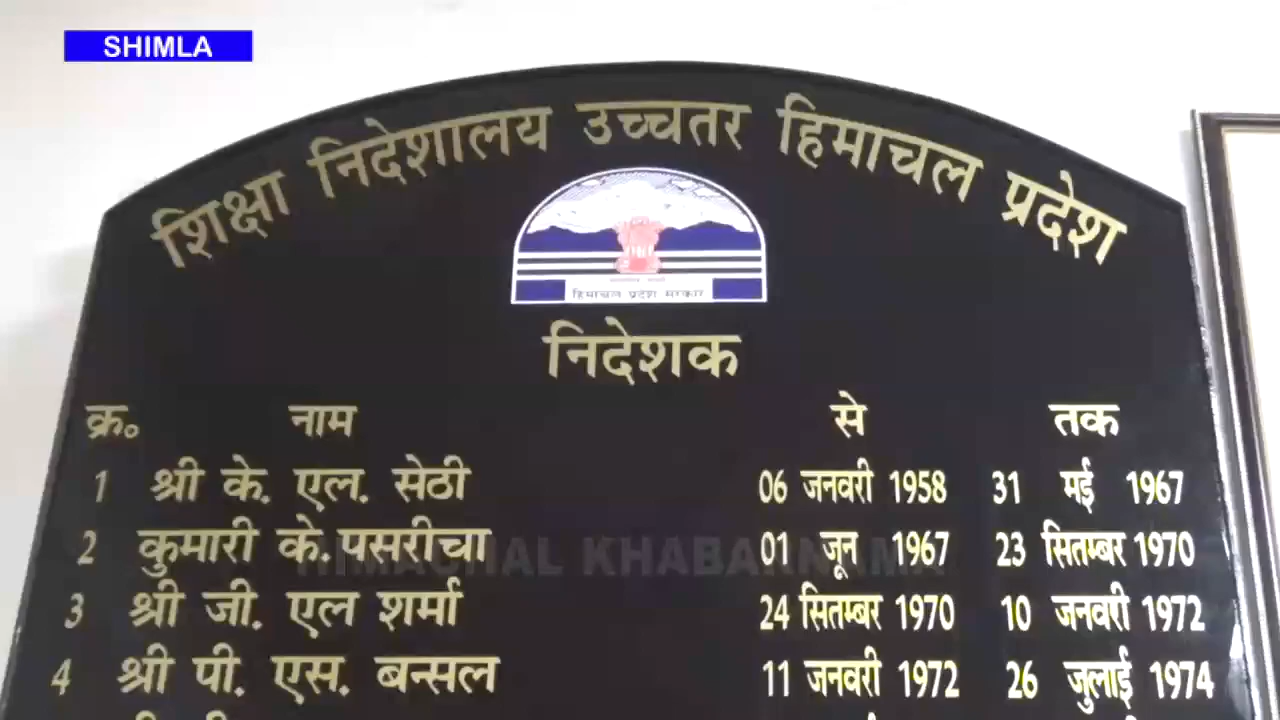 SHIMLA
शिक्षा निदेशालय उच्चतर हिमाचल प्रदेश
हिमाचल प्रदेश सरकार
निदेशक
क्र० नाम से तक
1 श्री के. एल. सेठी 06 जनवरी 1958 31 मई 1967
2 कुमारी के. पसरीचा 01 जून 1967 23 सितम्बर 1970
HIMACHAL KHABARNAMA
3 श्री जी. एल शर्मा 24 सितम्बर 1970 10 जनवरी 1972
4 श्री पी. एस. बन्सल 11 जनवरी 1972 26 जुलाई 1974